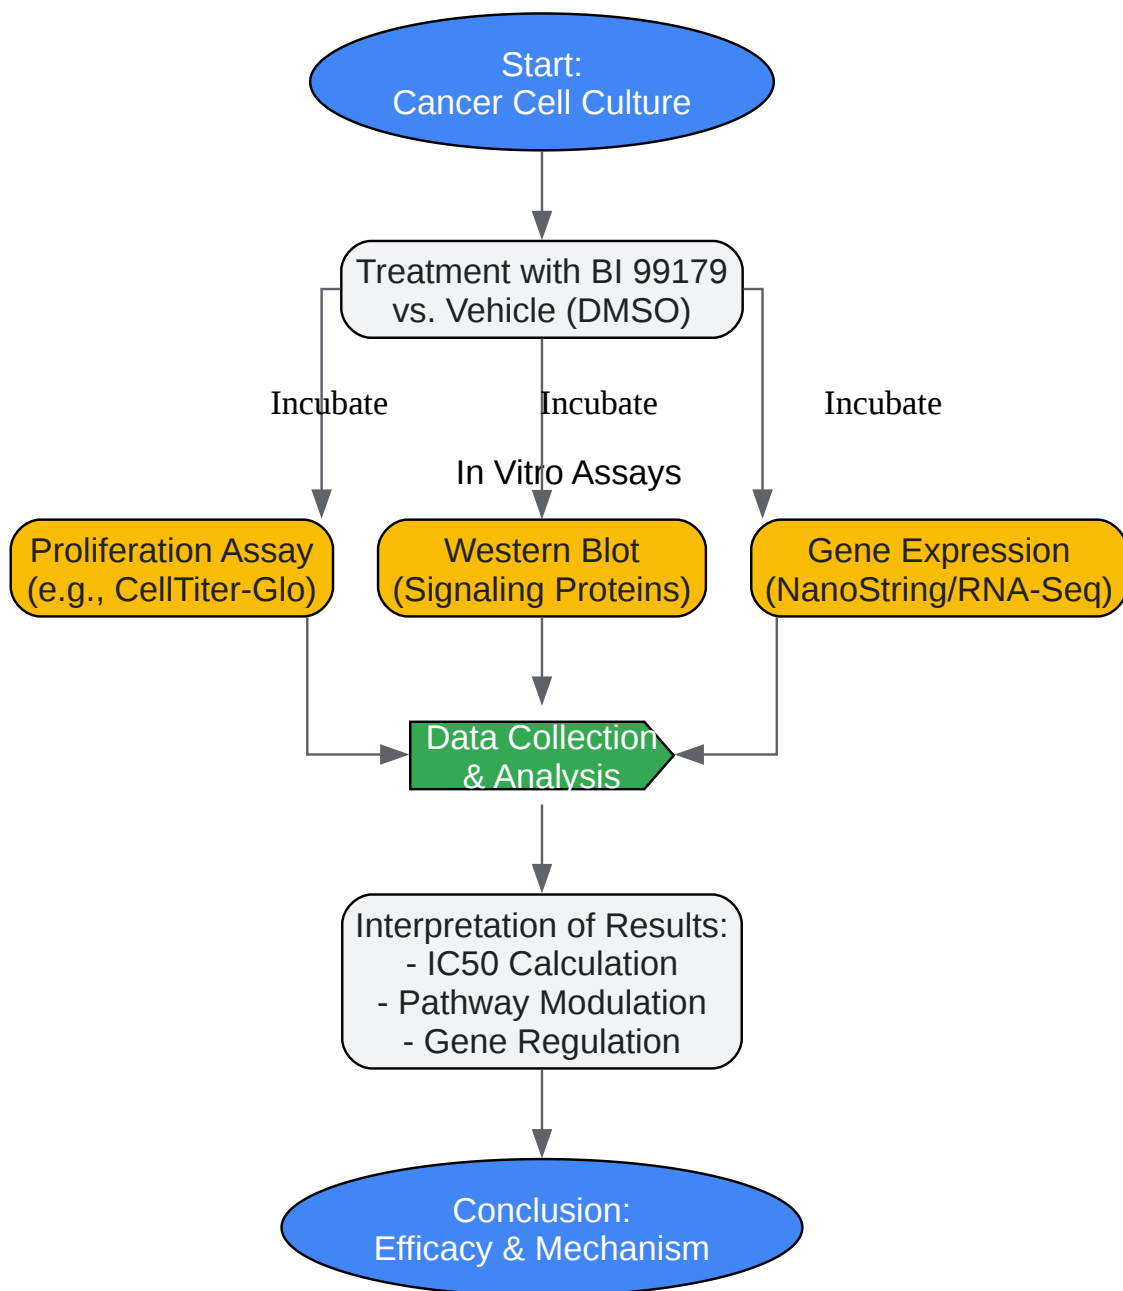 Start:
Cancer Cell Culture
Treatment with BI 99179
vs. Vehicle (DMSO)
Incubate
Incubate
Incubate
In Vitro Assays
Proliferation Assay
(e.g., CellTiter-Glo)
Western Blot
(Signaling Proteins)
Gene Expression
(NanoString/RNA-Seq)
Data Collection
& Analysis
Interpretation of Results:
- IC50 Calculation
- Pathway Modulation
- Gene Regulation
Conclusion:
Efficacy & Mechanism